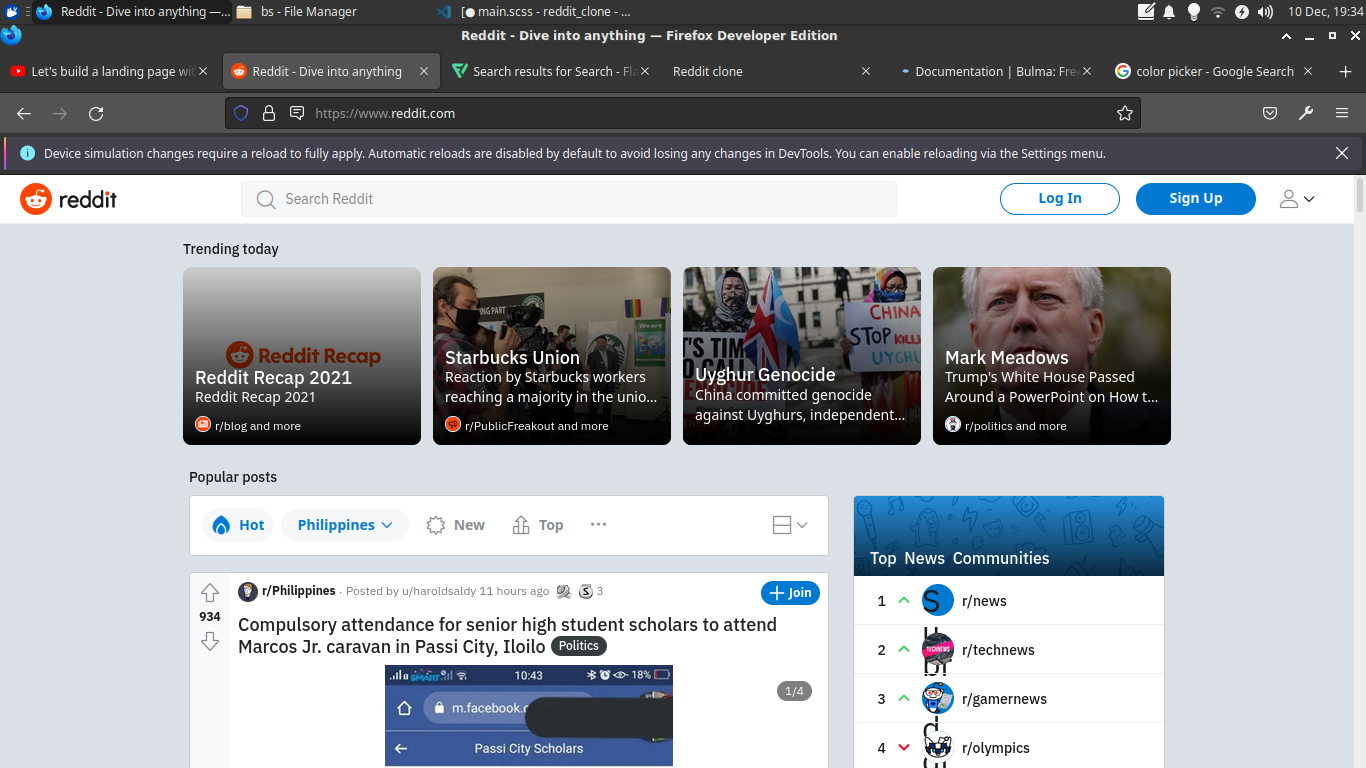 Reddit - Dive into anything —...
bs - File Manager
[● main.scss - reddit_clone - ...
10 Dec, 19:34
Reddit - Dive into anything — Firefox Developer Edition
Let's build a landing page wi
Reddit - Dive into anything
Search results for Search - Fla
Reddit clone
Documentation | Bulma: Fre
color picker - Google Search
https://www.reddit.com
Device simulation changes require a reload to fully apply. Automatic reloads are disabled by default to avoid losing any changes in DevTools. You can enable reloading via the Settings menu.
reddit
Search Reddit
Log In
Sign Up
Trending today
Reddit Recap
Reddit Recap 2021
Reddit Recap 2021
r/blog and more
Starbucks Union
Reaction by Starbucks workers
reaching a majority in the unio...
r/PublicFreakout and more
CHINA
STOP KILL
UYGHU
Uyghur Genocide
China committed genocide
against Uyghurs, independent...
Mark Meadows
Trump's White House Passed
Around a PowerPoint on How t...
r/politics and more
Popular posts
Hot
Philippines
New
Top
...
Top News Communities
1 r/news
2 r/technews
3 r/gamernews
4 r/olympics
934
r/Philippines · Posted by u/haroldsaldy 11 hours ago 3
Join
Compulsory attendance for senior high student scholars to attend
Marcos Jr. caravan in Passi City, Iloilo Politics
SMART 10:43 18%
1/4
m.facebook.c
Passi City Scholars